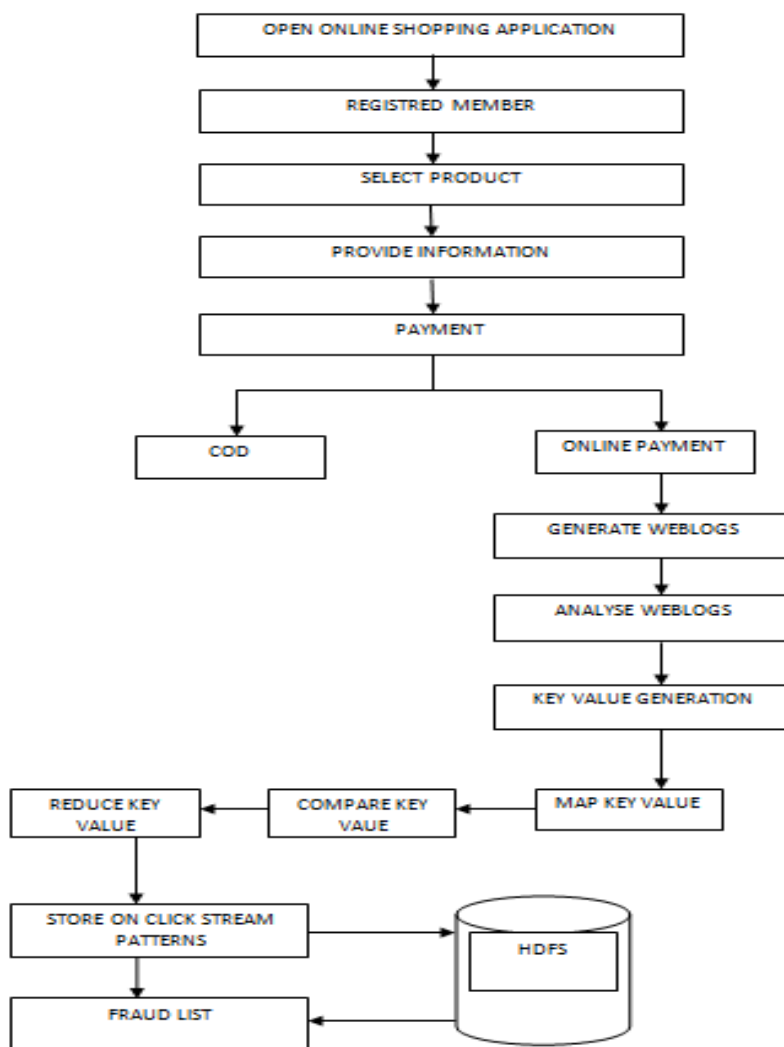 OPEN ONLINE SHOPPING APPLICATION
REGISTRED MEMBER
SELECT PRODUCT
PROVIDE INFORMATION
PAYMENT
COD
ONLINE PAYMENT
GENERATE WEBLOGS
ANALYSE WEBLOGS
KEY VALUE GENERATION
MAP KEY VALUE
COMPARE KEY
VAUE
REDUCE KEY
VALUE
STORE ON CLICK STREAM
PATTERNS
HDFS
FRAUD LIST